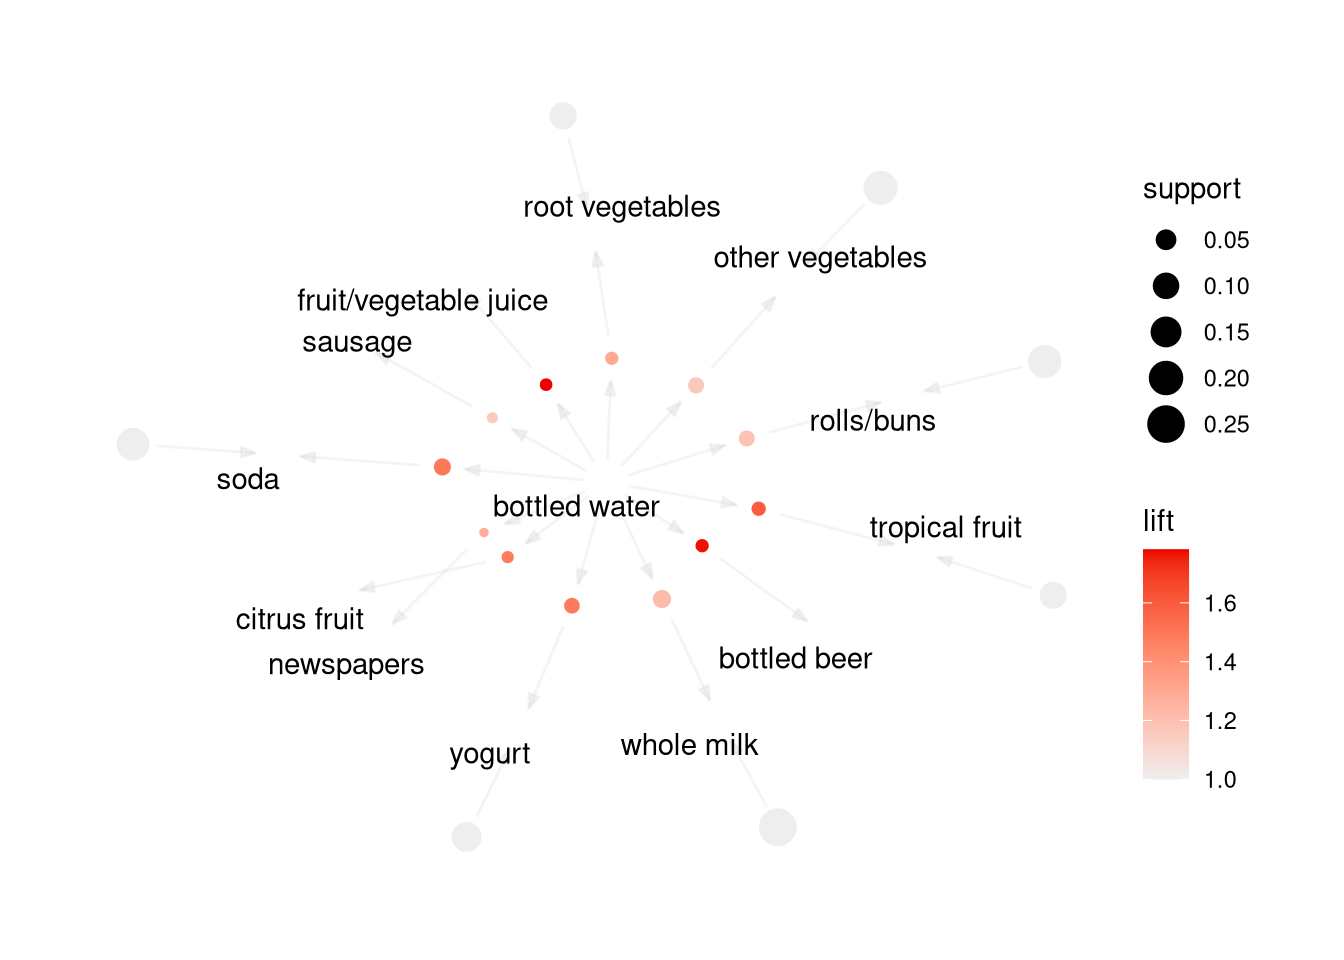 root vegetables
other vegetables
fruit/vegetable juice
sausage
rolls/buns
soda
bottled water
tropical fruit
citrus fruit
newspapers
bottled beer
yogurt
whole milk
support
0.05
0.10
0.15
0.20
0.25
lift
1.6
1.4
1.2
1.0